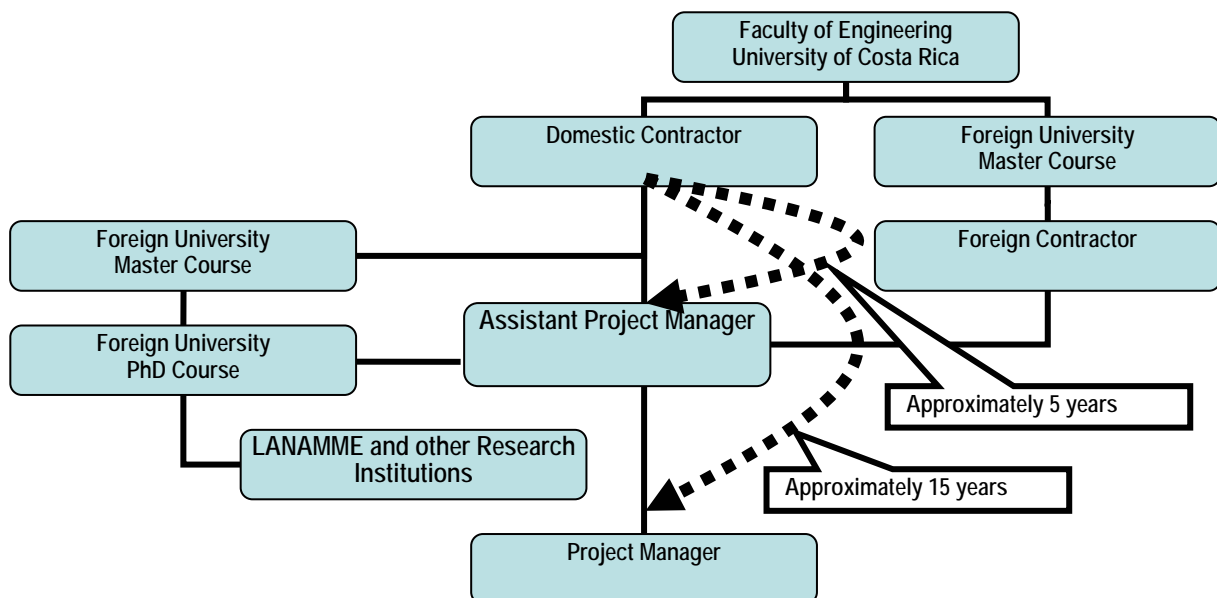 Faculty of Engineering
University of Costa Rica
Domestic Contractor
Foreign University
Master Course
Foreign University
Master Course
Foreign Contractor
Assistant Project Manager
Foreign University
PhD Course
Approximately 5 years
LANAMME and other Research
Institutions
Approximately 15 years
Project Manager